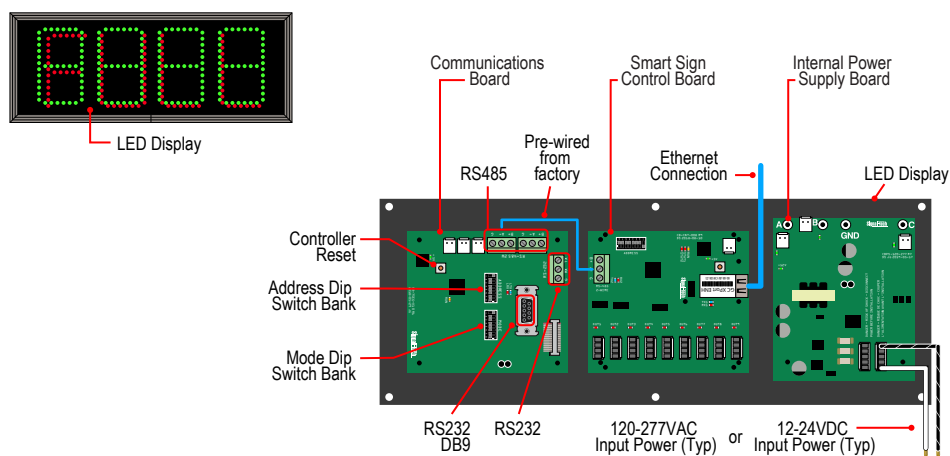 Communications
Board
Smart Sign
Control Board
Internal Power
Supply Board
LED Display
RS485
Pre-wired
from
factory
Ethernet
Connection
LED Display
A
B
C
GND
Controller
Reset
Address Dip
Switch Bank
Mode Dip
Switch Bank
RS232
DB9
RS232
120-277VAC
Input Power (Typ)
or
12-24VDC
Input Power (Typ)